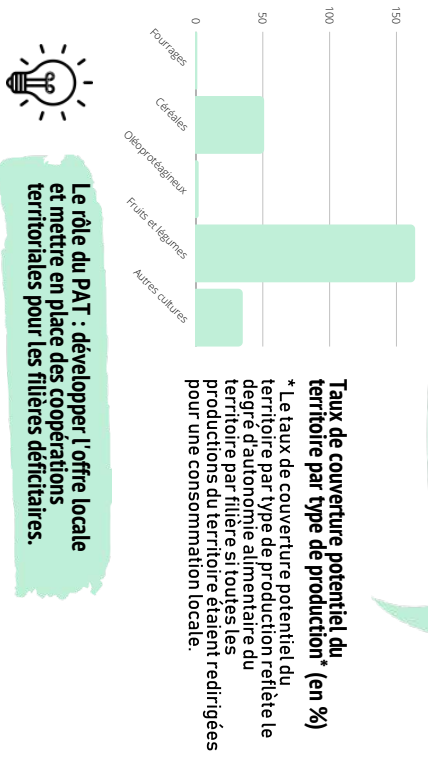 150
100
50
0
Fourrages
Céréales
Oléoprotéagineux
Fruits et légumes
Autres cultures
Taux de couverture potentiel du
territoire par type de production* (en %)
* Le taux de couverture potentiel du
territoire par type de production reflète le
degré d'autonomie alimentaire du
territoire par filière si toutes les
productions du territoire étaient redirigées
pour une consommation locale.
Le rôle du PAT : développer l'offre locale
et mettre en place des coopérations
territoriales pour les filières déficitaires.